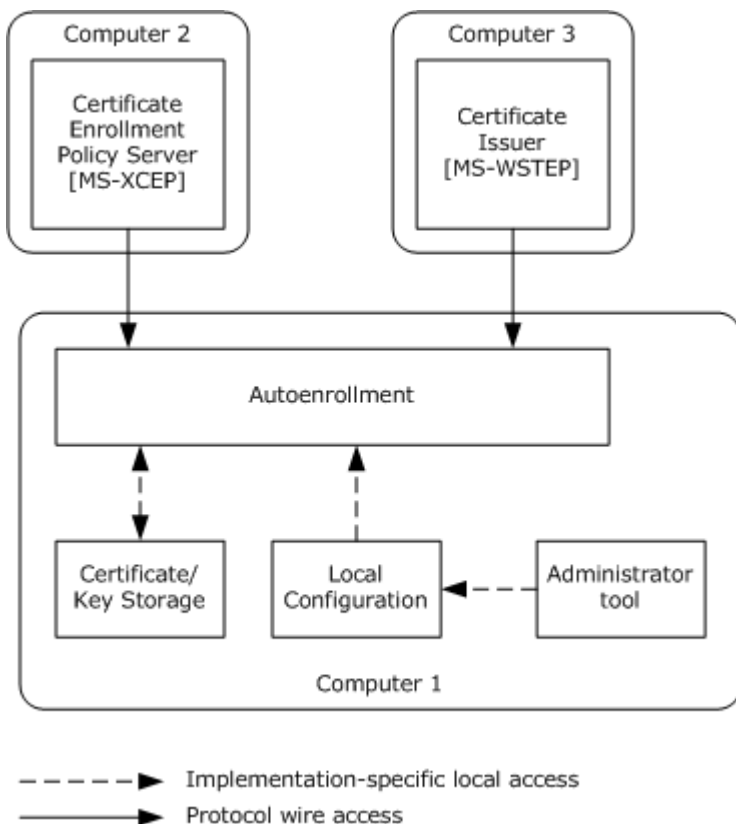 Computer 2
Certificate
Enrollment
Policy Server
[MS-XCEP]
Computer 3
Certificate
Issuer
[MS-WSTEP]
Autoenrollment
Certificate/
Key Storage
Local
Configuration
Administrator
tool
Computer 1
Implementation-specific local access
Protocol wire access